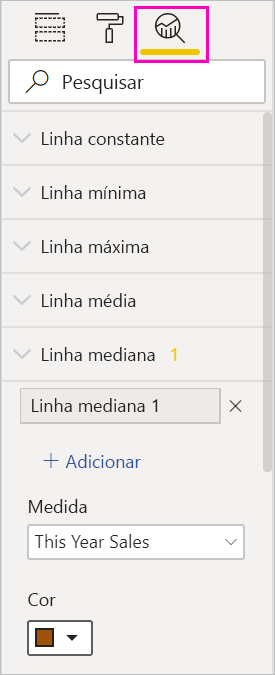 Pesquisar
Linha constante
Linha mínima
Linha máxima
Linha média
Linha mediana 1
Linha mediana 1
+ Adicionar
Medida
This Year Sales
Cor